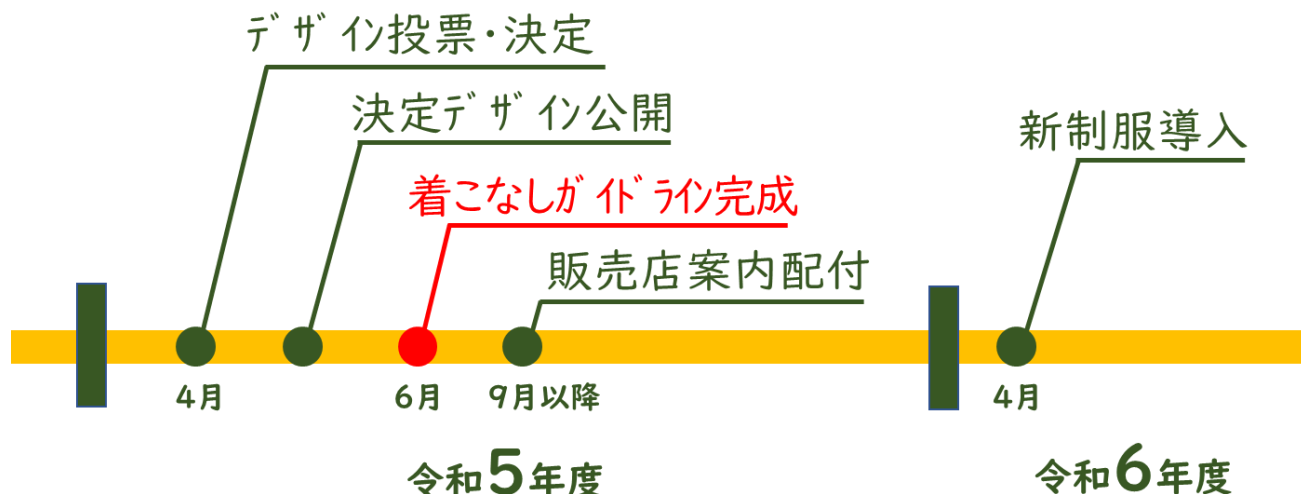 デザイン投票・決定
決定デザイン公開
新制服導入
着こなしガイドライン完成
販売店案内配付
4月
6月
9月以降
4月
令和5年度
令和6年度